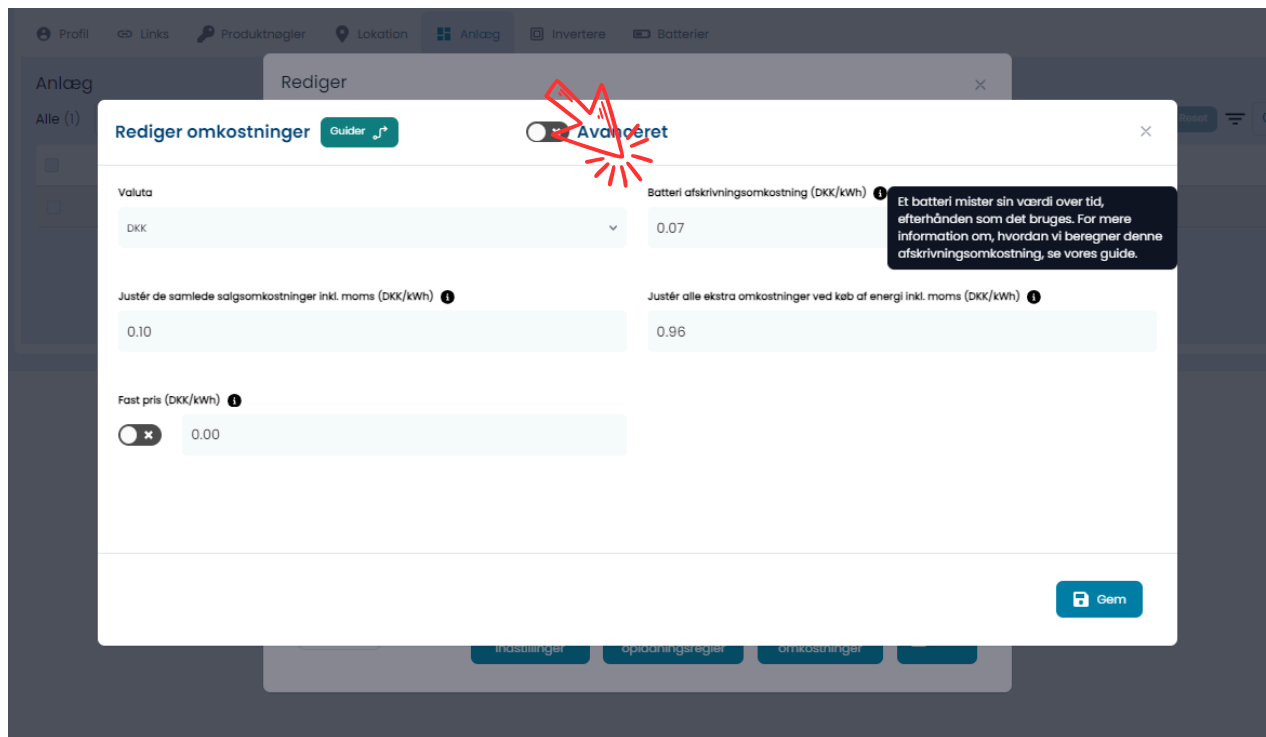 Profil Links Produktnøgler Lokation Anlæg Invertere Batterier
Anlæg
Rediger
Alle (1)
Reset
Rediger omkostninger Guider Avanceret
Valuta
DKK
Batteri afskrivningsomkostning (DKK/kWh)
0.07
Et batteri mister sin værdi over tid,
efterhånden som det bruges. For mere
information om, hvordan vi beregner denne
afskrivningsomkostning, se vores guide.
Justér de samlede salgsomkostninger inkl. moms (DKK/kWh)
0.10
Justér alle ekstra omkostninger ved køb af energi inkl. moms (DKK/kWh)
0.96
Fast pris (DKK/kWh)
0.00
Gem
indstillinger opladningsregler omkostninger